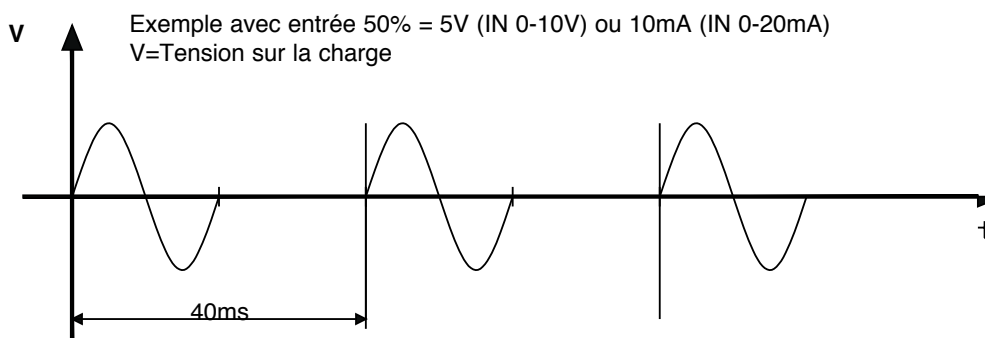 Exemple avec entrée 50% = 5V (IN 0-10V) ou 10mA (IN 0-20mA)
V
V=Tension sur la charge
t
40ms